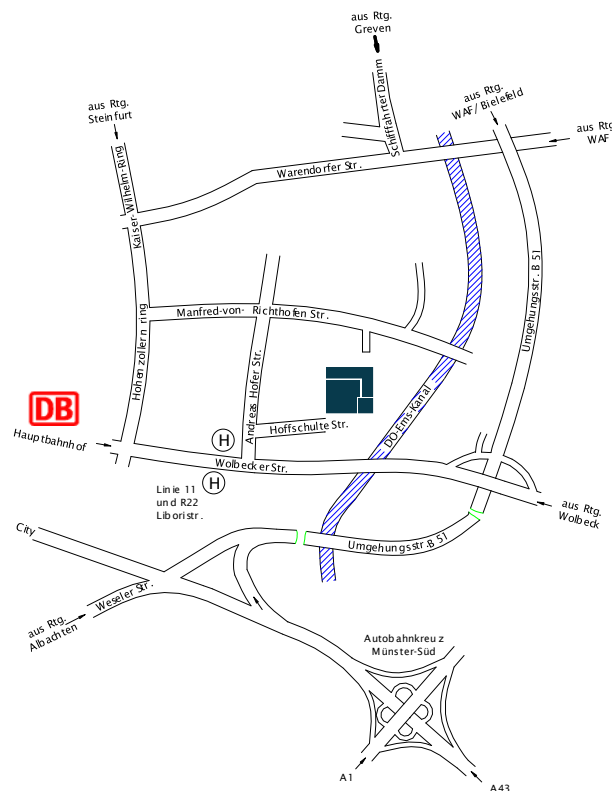 aus Rtg.
Greven
aus Rtg.
WAF/ Bielefeld
aus Rtg.
Steinfurt
aus Rtg
WAF
Schifffahrter Damm
Kaiser-Wilhelm-Ring
Warendorfer Str.
Umgehungsstr. B 51
Manfred-von- Richthofen Str.
Hohenzollernring
Andreas Hofer Str.
DB
Hauptbahnhof
DO-Ems-Kanal
Hoffschulte Str.
H
Wolbecker Str.
H
Linie 11
und R22
Liboristr.
aus Rtg.
Wolbeck
City
Umgehungsstr.B 51
Weseler Str.
aus Rtg.
Albachten
Autobahnkreuz
Münster-Süd
A1
A43